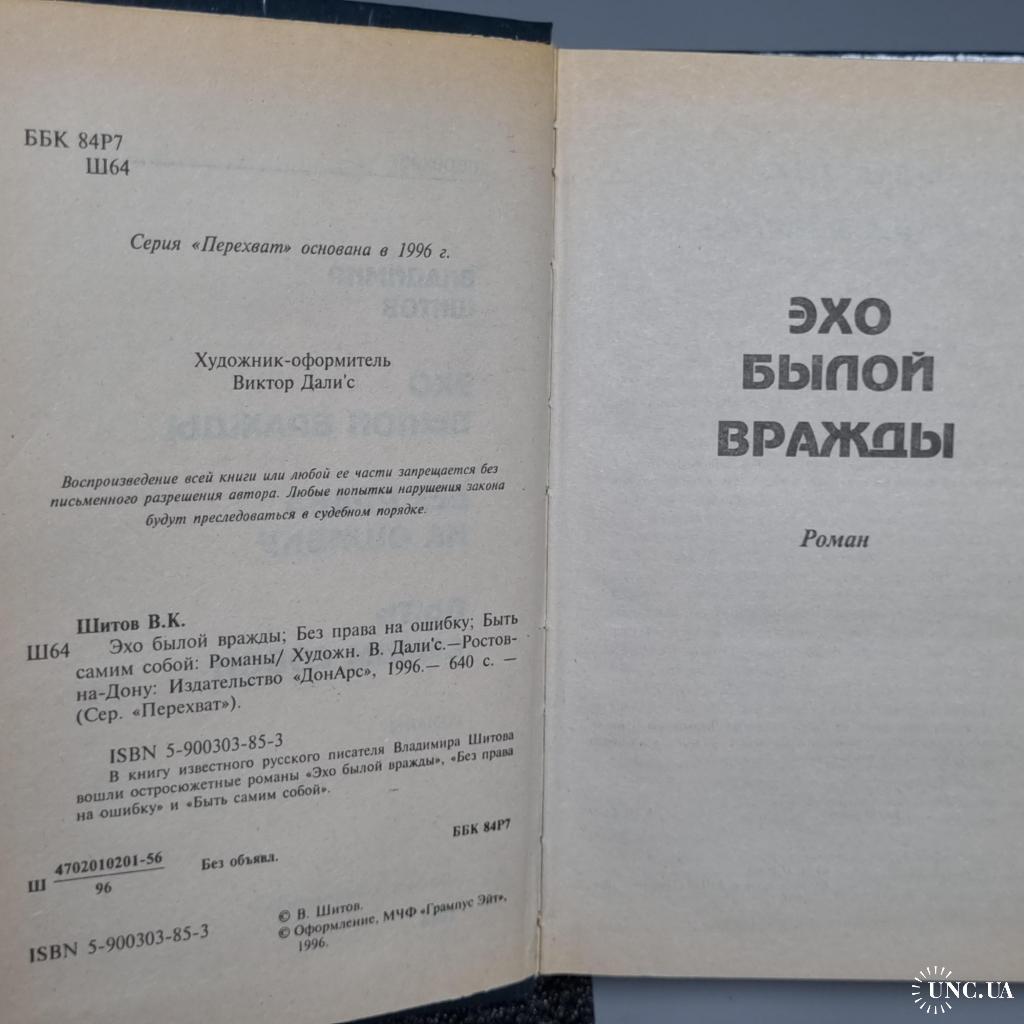 ББК 84Р7
Ш64
Серия «Перехват» основана в 1996 г.
Художник-оформитель
Виктор Дали'с
Воспроизведение всей книги или любой ее части запрещается без
письменного разрешения автора. Любые попытки нарушения закона
будут преследоваться в судебном порядке.
Шитов В.К.
Ш64 Эхо былой вражды; Без права на ошибку; Быть
самим собой: Романы/ Художн. В. Дали'с.—Ростов-
на-Дону: Издательство «ДонАрс», 1996.— 640 с. —
(Сер. «Перехват»).
ISBN 5-900303-85-3
В книгу известного русского писателя Владимира Шитова
вошли остросюжетные романы «Эхо былой вражды», «Без права
на ошибку» и «Быть самим собой».
ББК 84Р7
Ш 4702010201-56 Без объявл.
96
ISBN 5-900303-85-3
© В. Шитов.
© Оформление, МЧФ «Грампус Эйт»,
1996.
ЭХО
БЫЛОЙ
ВРАЖДЫ
Роман
UNC.UA